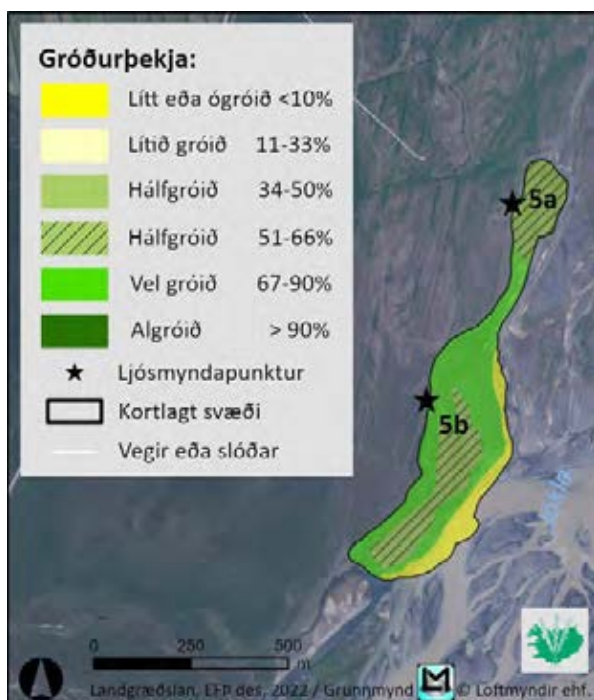 Gróðurþekja:
Lítt eða ógróið <10%
Lítið gróið 11-33%
Hálfgróið 34-50%
Hálfgróið 51-66%
Vel gróið 67-90%
Algróið > 90%
Ljósmyndapunktur
Kortlagt svæði
Vegir eða slóðar
5a
5b
0 250 500
m
Landgræðslan, EFÞ des, 2022 / Grunnmynd © Loftmyndir ehf.